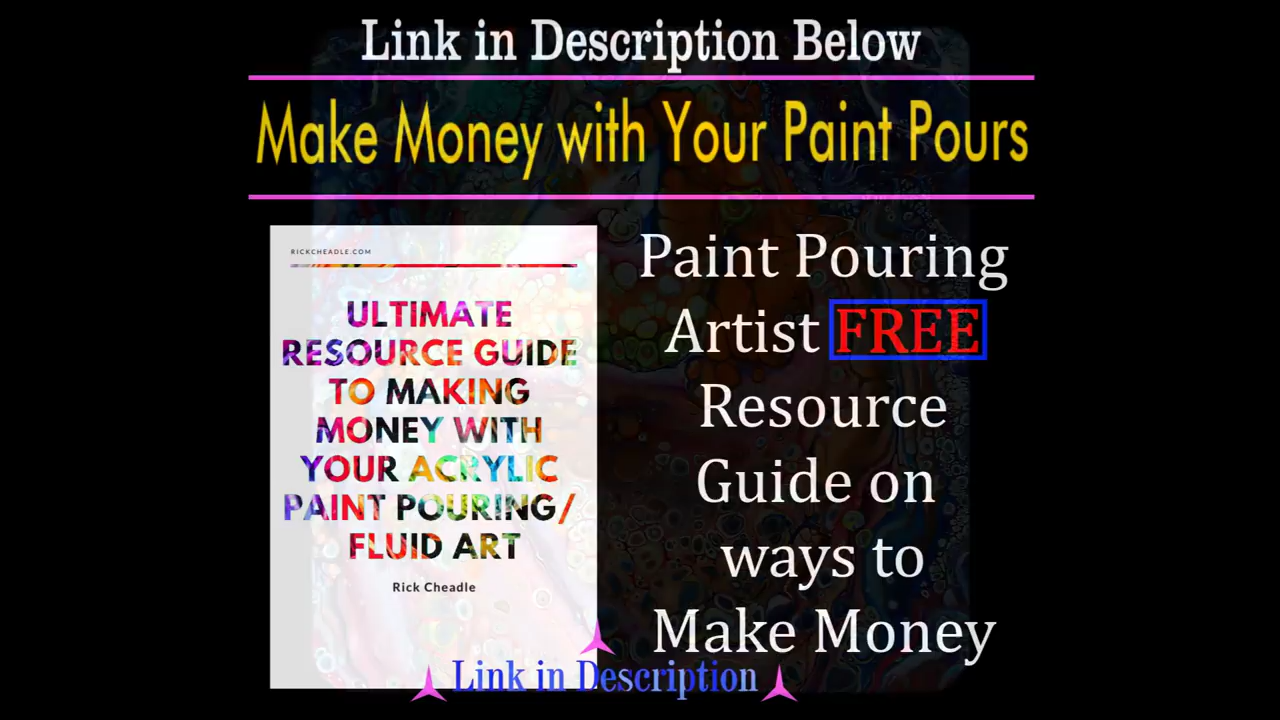 Link in Description Below
Make Money with Your Paint Pours
RICKCHEADLE.COM
ULTIMATE
RESOURCE GUIDE
TO MAKING
MONEY WITH
YOUR ACRYLIC
PAINT POURING/
FLUID ART
Rick Cheadle
Paint Pouring
Artist FREE
Resource
Guide on
ways to
Make Money
Link in Description